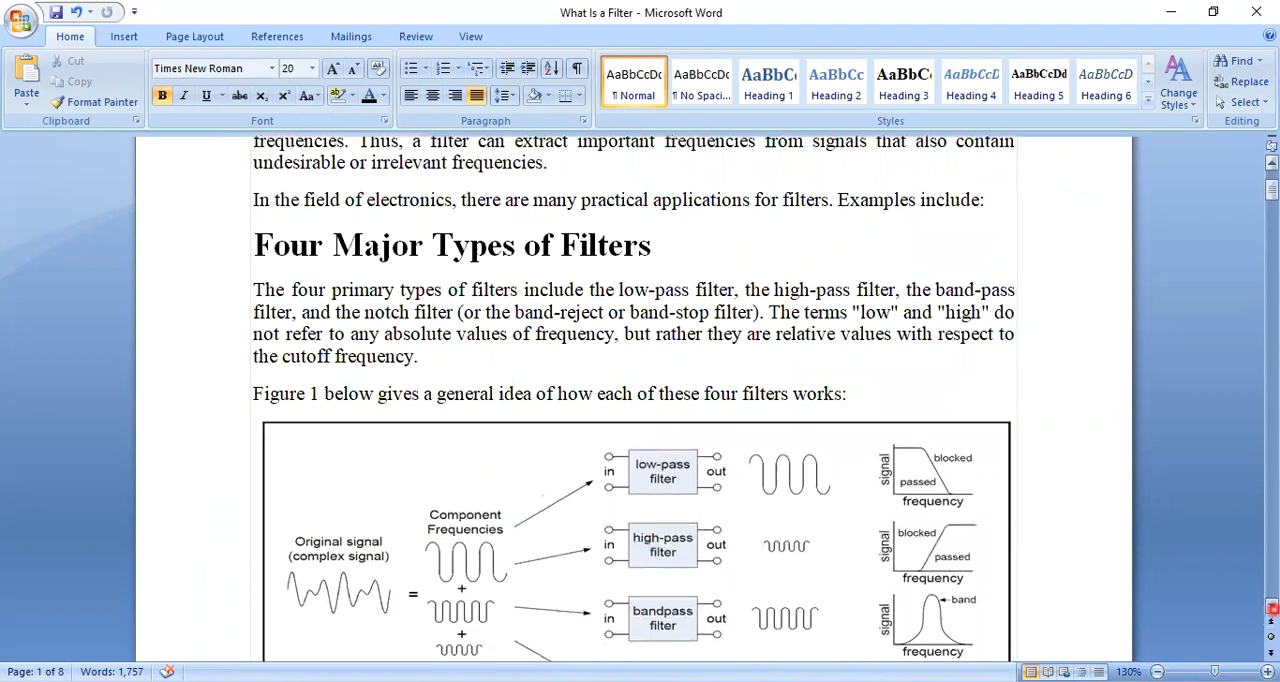 What Is a Filter - Microsoft Word
Home Insert Page Layout References Mailings Review View
Paste
Cut
Copy
Format Painter
Clipboard
Times New Roman 20
B I U abc X₂ X² Aa
Font
Paragraph
AaBbCcDc AaBbCcDc AaBbC AaBbCc AaBbC AaBbCcD AaBbCcDd AaBbCcD
¶ Normal ¶ No Spaci... Heading 1 Heading 2 Heading 3 Heading 4 Heading 5 Heading 6
Styles
Change Styles
Find
Replace
Select
Editing
frequencies. Thus, a filter can extract important frequencies from signals that also contain
undesirable or irrelevant frequencies.
In the field of electronics, there are many practical applications for filters. Examples include:
Four Major Types of Filters
The four primary types of filters include the low-pass filter, the high-pass filter, the band-pass
filter, and the notch filter (or the band-reject or band-stop filter). The terms "low" and "high" do
not refer to any absolute values of frequency, but rather they are relative values with respect to
the cutoff frequency.
Figure 1 below gives a general idea of how each of these four filters works:
Original signal
(complex signal)
=
Component
Frequencies
+
+
in
low-pass
filter
out
signal
blocked
passed
frequency
in
high-pass
filter
out
signal
blocked
passed
frequency
in
bandpass
filter
out
signal
band
frequency
Page: 1 of 8 Words: 1,757
130%